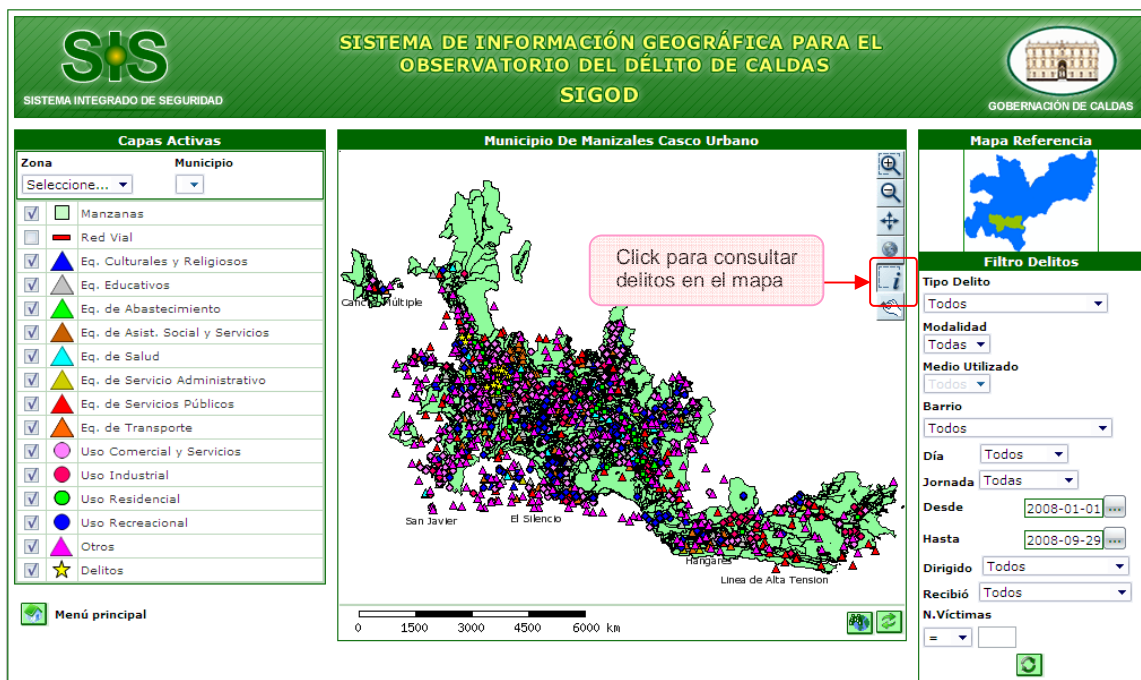 SIS
SISTEMA INTEGRADO DE SEGURIDAD
SISTEMA DE INFORMACIÓN GEOGRÁFICA PARA EL
OBSERVATORIO DEL DÉLITO DE CALDAS
SIGOD
GOBERNACIÓN DE CALDAS
Capas Activas
Zona Municipio
Seleccione...
Manzanas
Red Vial
Eq. Culturales y Religiosos
Eq. Educativos
Eq. de Abastecimiento
Eq. de Asist. Social y Servicios
Eq. de Salud
Eq. de Servicio Administrativo
Eq. de Servicios Públicos
Eq. de Transporte
Uso Comercial y Servicios
Uso Industrial
Uso Residencial
Uso Recreacional
Otros
Delitos
Menú principal
Municipio De Manizales Casco Urbano
Click para consultar
delitos en el mapa
i
San Javier
El Silencio
Hangares
Linea de Alta Tension
0 1500 3000 4500 6000 km
Mapa Referencia
Filtro Delitos
Tipo Delito
Todos
Modalidad
Todas
Medio Utilizado
Todos
Barrio
Todos
Día Todos
Jornada Todas
Desde 2008-01-01 ...
Hasta 2008-09-29 ...
Dirigido Todos
Recibió Todos
N.Víctimas
=